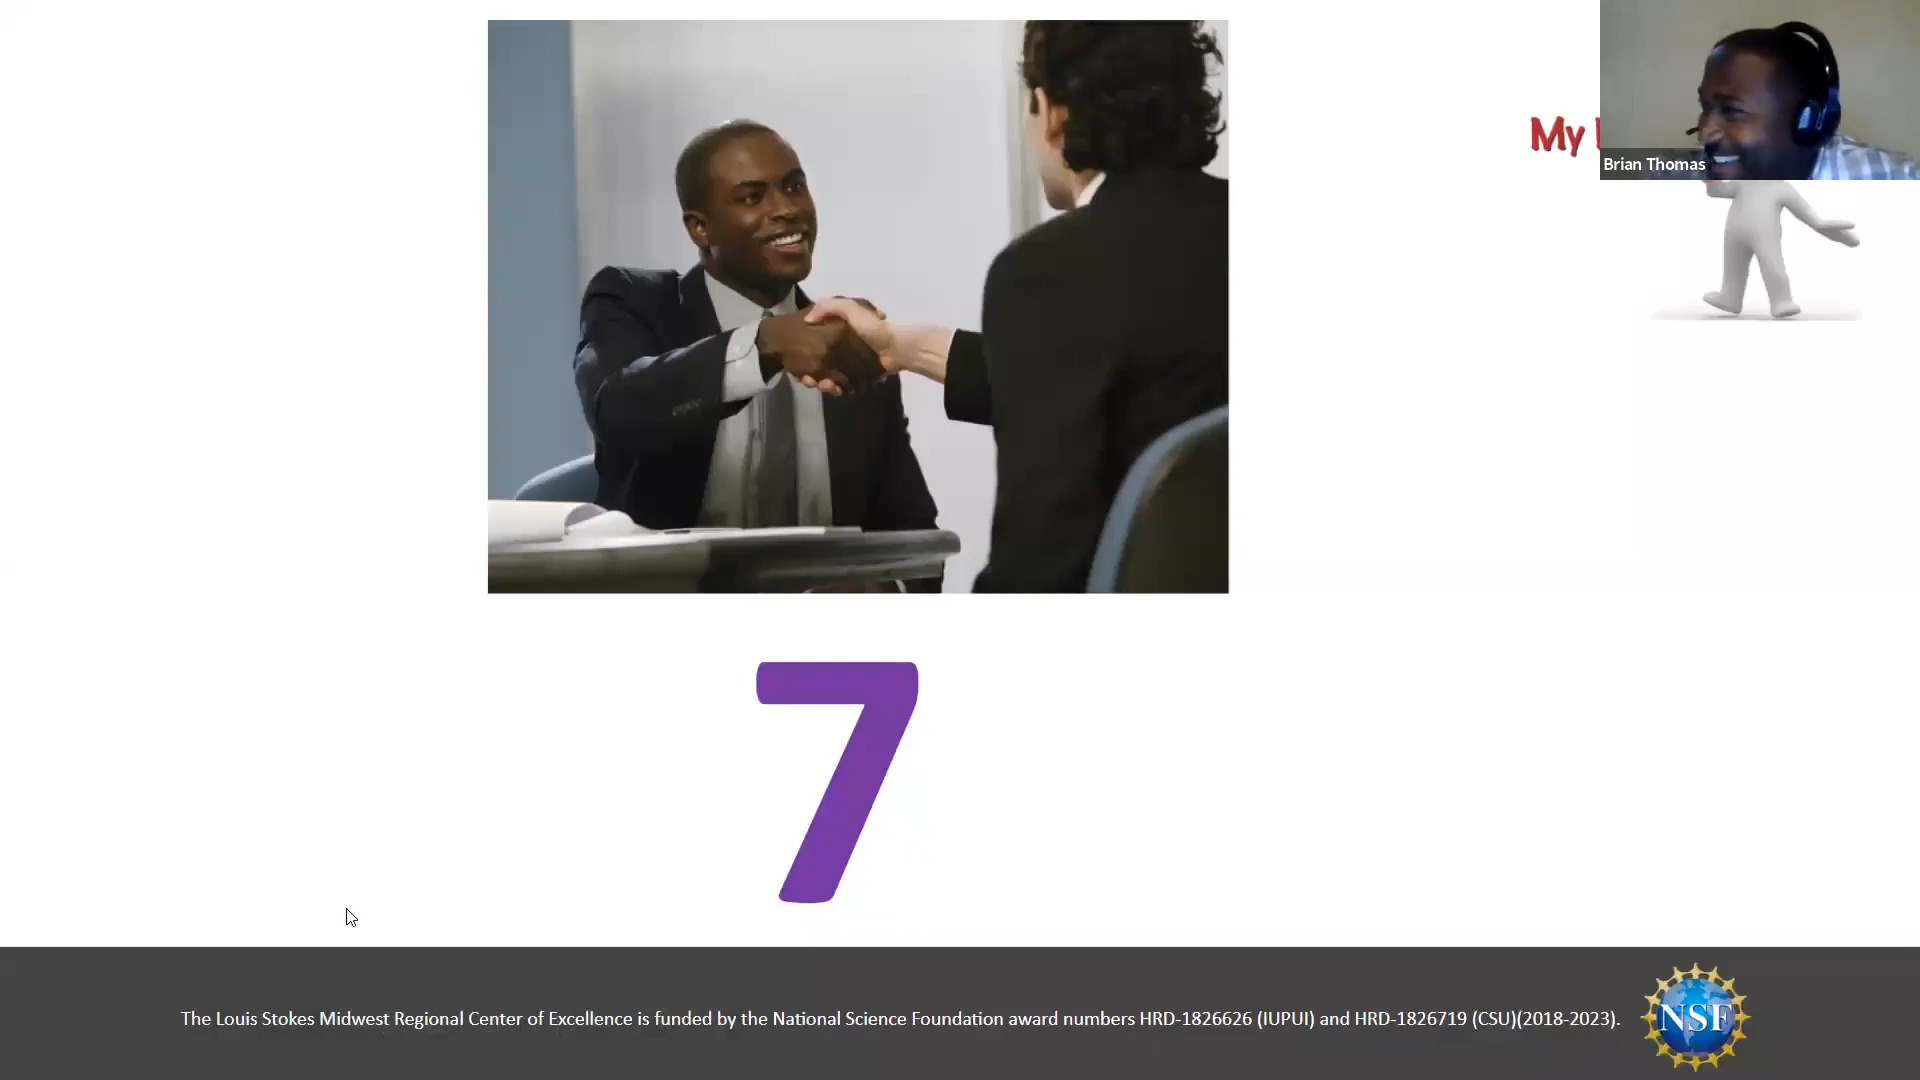 My
Brian Thomas
7
The Louis Stokes Midwest Regional Center of Excellence is funded by the National Science Foundation award numbers HRD-1826626 (IUPUI) and HRD-1826719 (CSU)(2018-2023).
NSF